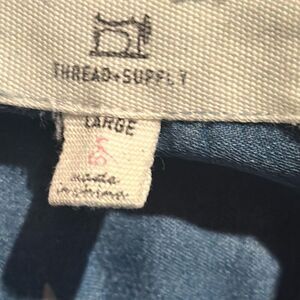 THREAD+SUPPLY
LARGE
made
in china